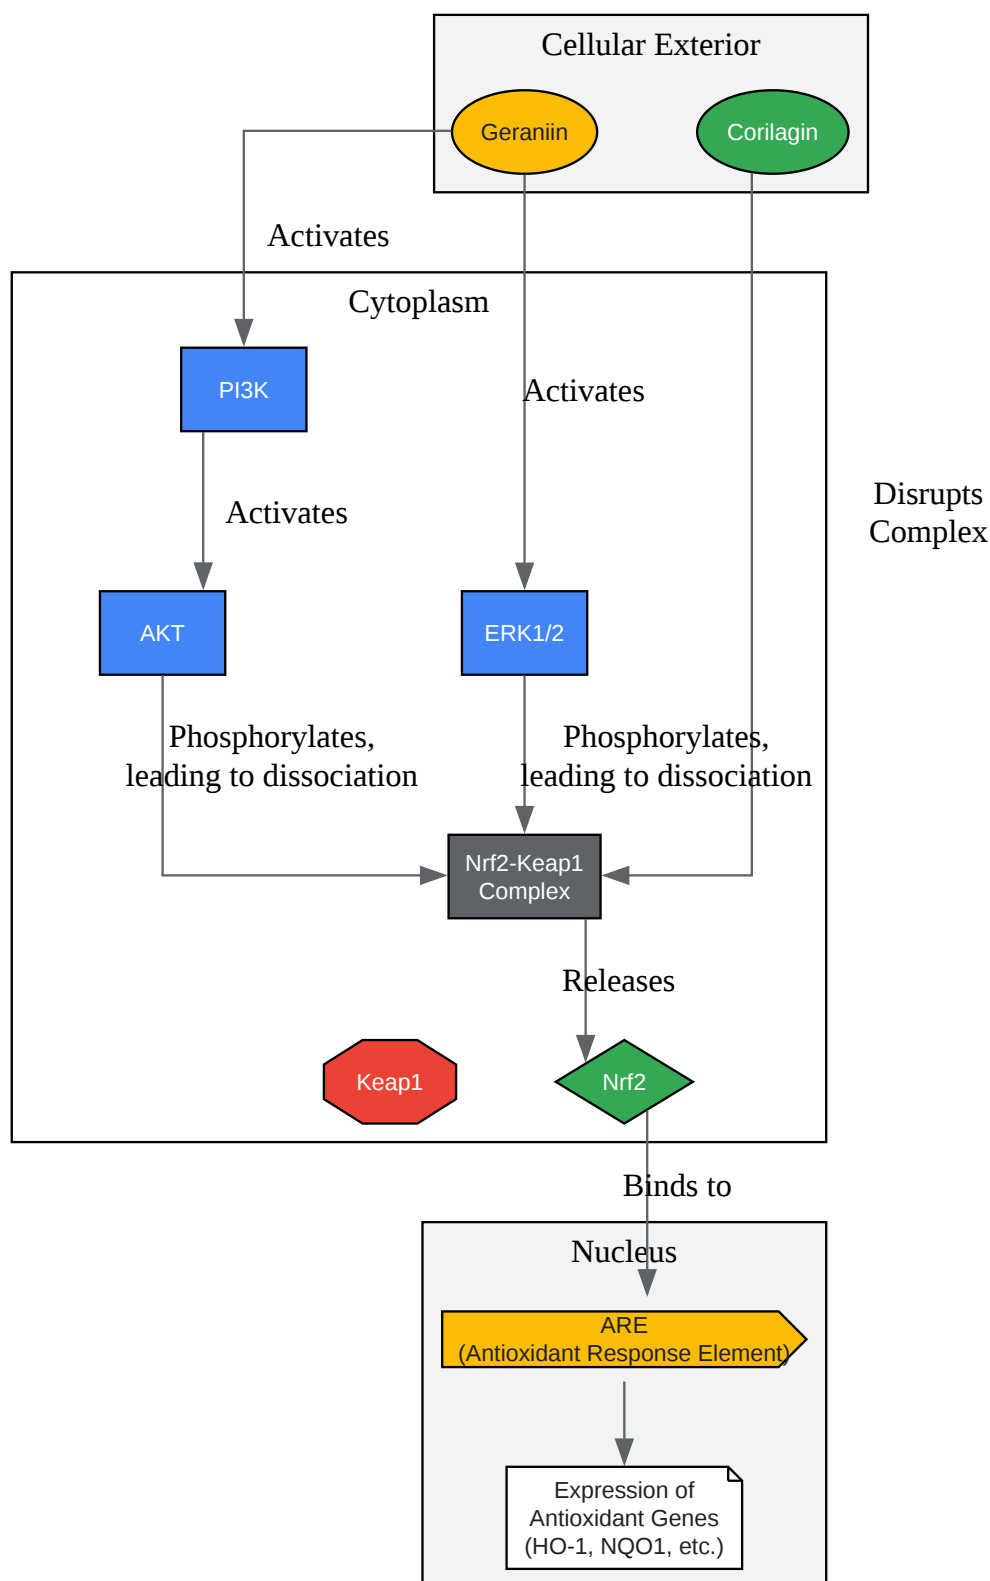 Cellular Exterior
Geraniin
Corilagin
Activates
Cytoplasm
PI3K
Activates
Activates
Disrupts
Complex
AKT
ERK1/2
Phosphorylates,
leading to dissociation
Phosphorylates,
leading to dissociation
Nrf2-Keap1
Complex
Releases
Keap1
Nrf2
Binds to
Nucleus
ARE
(Antioxidant Response Element)
Expression of
Antioxidant Genes
(HO-1, NQO1, etc.)